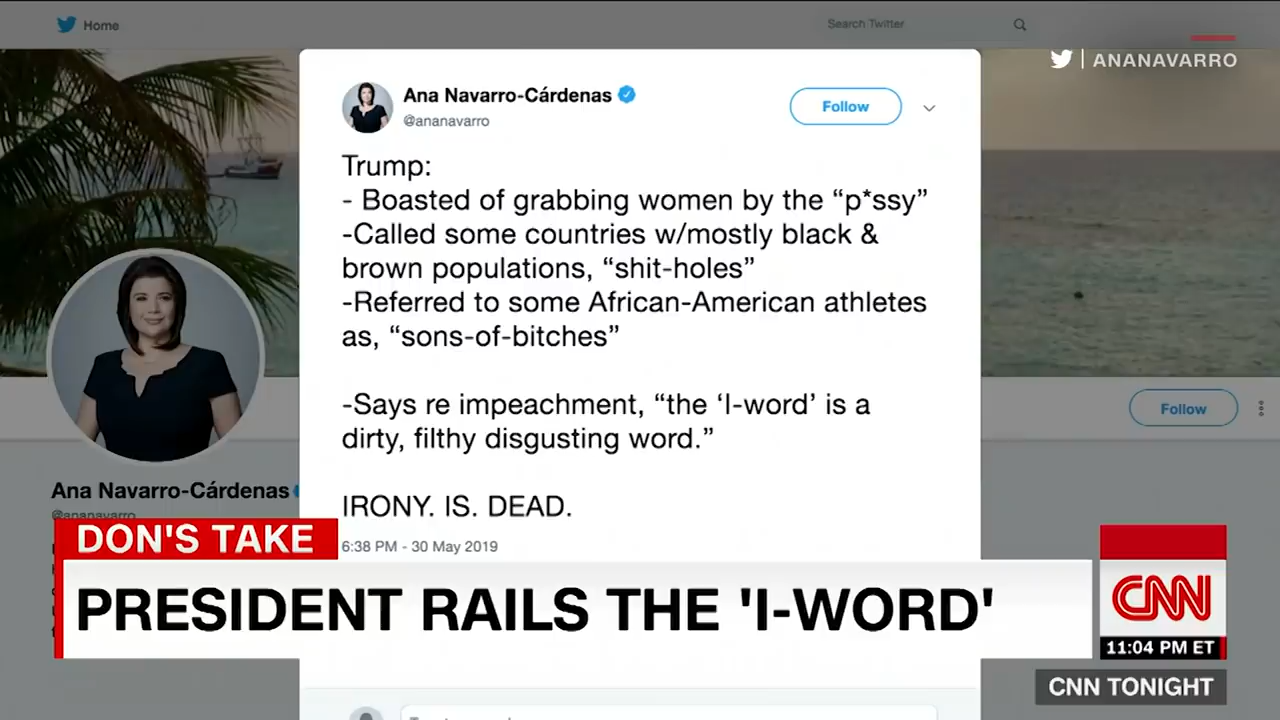 Home
Search Twitter
ANANAVARRO
Ana Navarro-Cárdenas
@ananavarro
Follow
Trump:
- Boasted of grabbing women by the “p*ssy”
-Called some countries w/mostly black &
brown populations, “shit-holes”
-Referred to some African-American athletes
as, “sons-of-bitches”
-Says re impeachment, “the ‘I-word’ is a
dirty, filthy disgusting word.”
IRONY. IS. DEAD.
6:38 PM - 30 May 2019
Follow
Ana Navarro-Cárdenas
@ananavarro
DON'S TAKE
PRESIDENT RAILS THE 'I-WORD'
CNN
11:04 PM ET
CNN TONIGHT